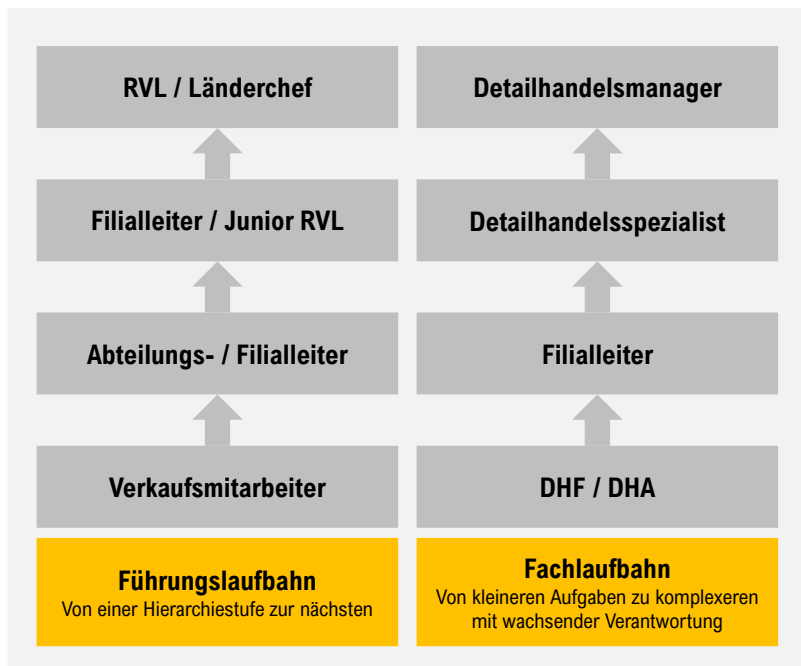 RVL / Länderchef
Filialleiter / Junior RVL
Abteilungs- / Filialleiter
Verkaufsmitarbeiter
Führungslaufbahn
Von einer Hierarchiestufe zur nächsten
Detailhandelsmanager
Detailhandelsspezialist
Filialleiter
DHF / DHA
Fachlaufbahn
Von kleineren Aufgaben zu komplexeren
mit wachsender Verantwortung